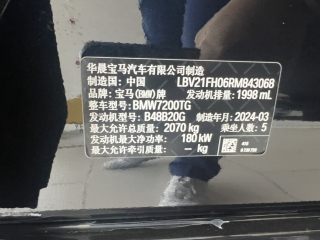 华晨宝马汽车有限公司制造
制造国：中国 LBV21FH06RM843068
品牌：宝马(BMW)牌 发动机排量：1998 mL
整车型号：BMW7200TG
发动机型号：B48B20G 制造年月：2024-03
最大允许总质量：2070 kg 乘坐人数：5
发动机最大净功率：180 kW
最大允许牵引质量：-- kg